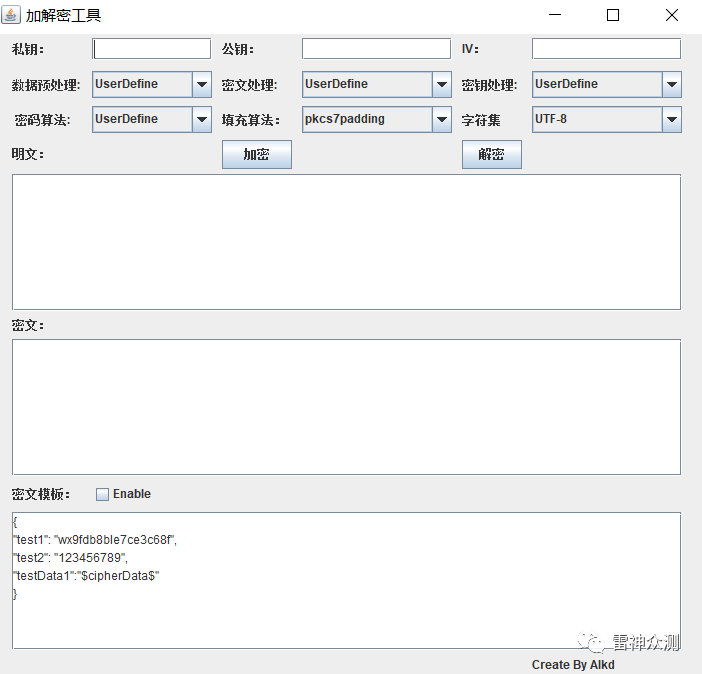 加解密工具
私钥： 公钥： IV：
数据预处理: UserDefine 密文处理: UserDefine 密钥处理: UserDefine
密码算法: UserDefine 填充算法： pkcs7padding 字符集 UTF-8
明文： 加密 解密
密文：
密文模板： Enable
{
"test1": "wx9fdb8ble7ce3c68f",
"test2": "123456789",
"testData1":"$cipherData$"
}
雷神众测
Create By Alkd